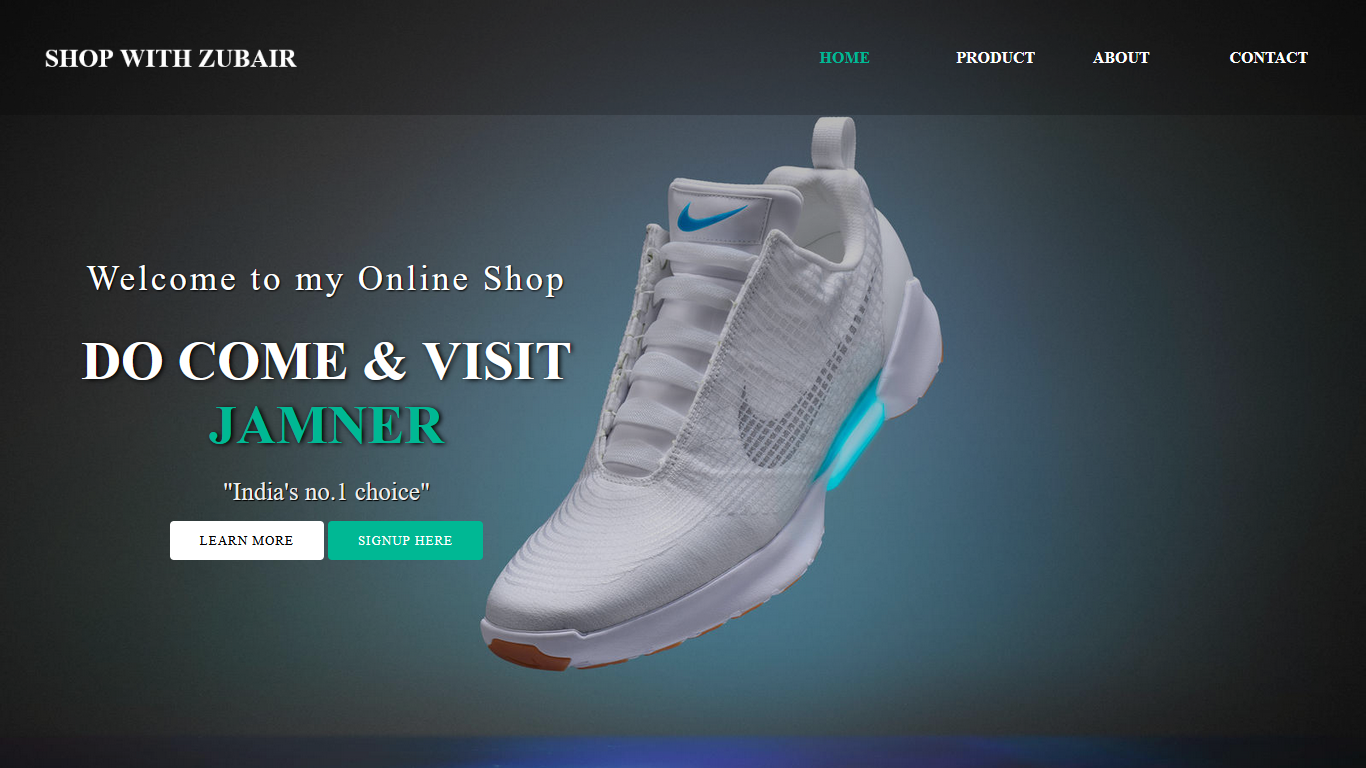 SHOP WITH ZUBAIR
HOME PRODUCT ABOUT CONTACT
Welcome to my Online Shop
DO COME & VISIT
JAMNER
"India's no.1 choice"
LEARN MORE SIGNUP HERE